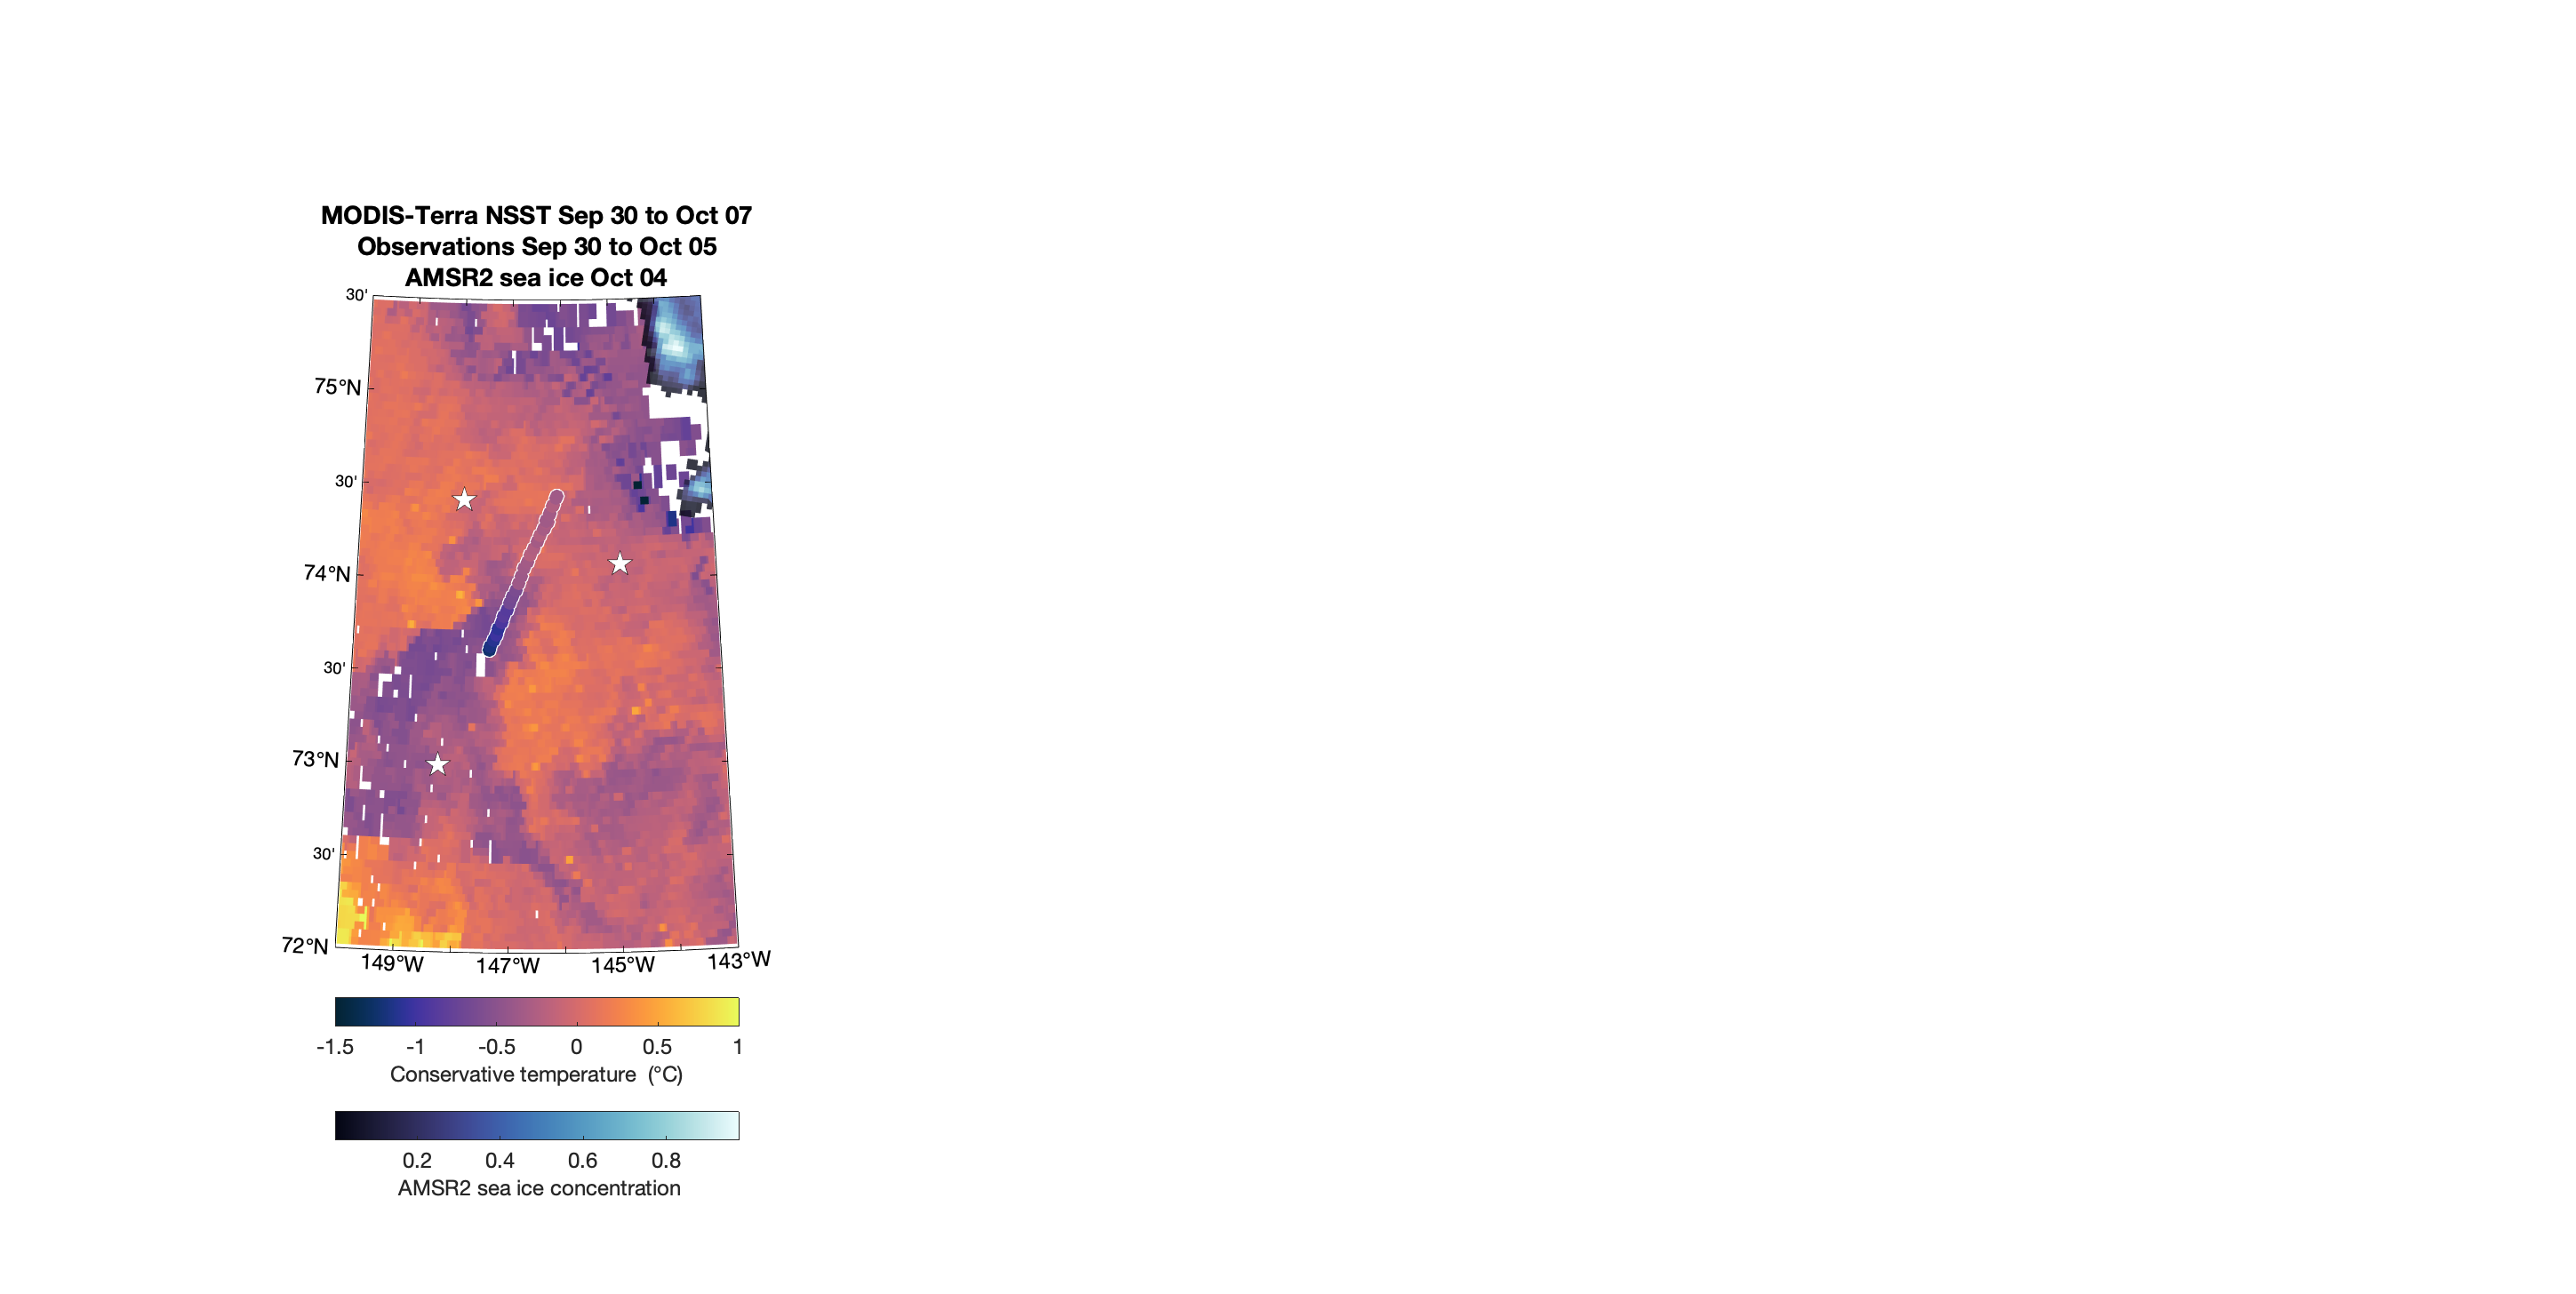 MODIS-Terra NSST Sep 30 to Oct 07
Observations Sep 30 to Oct 05
AMSR2 sea ice Oct 04
30'
75°N
30'
74°N
30'
73°N
30'
72°N
149°W 147°W 145°W 143°W
-1.5 -1 -0.5 0 0.5 1
Conservative temperature (°C)
0.2 0.4 0.6 0.8
AMSR2 sea ice concentration